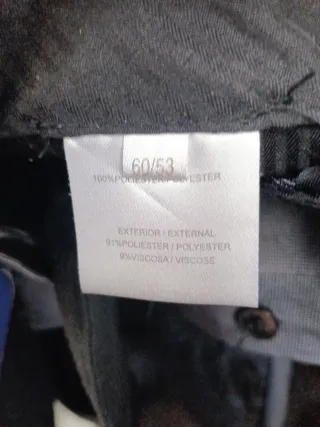 60/53
100%POLIESTER/POLYESTER
EXTERIOR / EXTERNAL
91%POLIESTER / POLYESTER
9%VISCOSA / VISCOSE